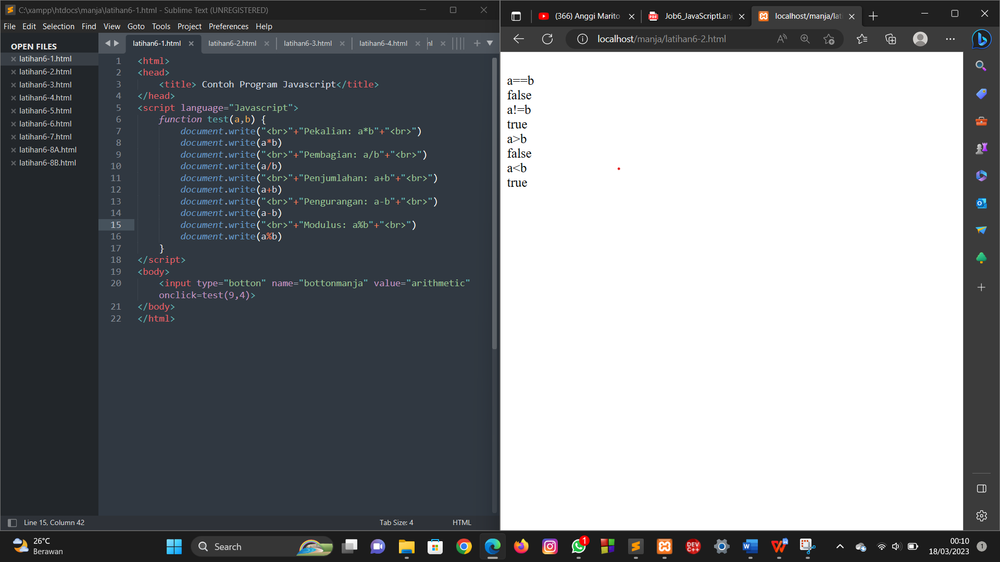 C:\xampp\htdocs\manja\latihan6-1.html - Sublime Text (UNREGISTERED)
File Edit Selection Find View Goto Tools Project Preferences Help
OPEN FILES
latihan6-1.html
latihan6-2.html
latihan6-3.html
latihan6-4.html
latihan6-5.html
latihan6-6.html
latihan6-7.html
latihan6-8A.html
latihan6-8B.html
latihan6-1.html latihan6-2.html latihan6-3.html latihan6-4.html
1 <html>
2 <head>
3 <title> Contoh Program Javascript</title>
4 </head>
5 <script language="Javascript">
6 function test(a,b) {
7 document.write("<br>"+"Pekalian: a*b"+"<br>")
8 document.write(a*b)
9 document.write("<br>"+"Pembagian: a/b"+"<br>")
10 document.write(a/b)
11 document.write("<br>"+"Penjumlahan: a+b"+"<br>")
12 document.write(a+b)
13 document.write("<br>"+"Pengurangan: a-b"+"<br>")
14 document.write(a-b)
15 document.write("<br>"+"Modulus: a%b"+"<br>")
16 document.write(a%b)
17 }
18 </script>
19 <body>
20 <input type="botton" name="bottonmanja" value="arithmetic"
onclick=test(9,4)>
21 </body>
22 </html>
Line 15, Column 42
Tab Size: 4
HTML
(366) Anggi Marito
Job6_JavaScriptLanj
localhost/manja/lat
localhost/manja/latihan6-2.html
a==b
false
a!=b
true
a>b
false
a<b
true
26°C
Berawan
Search
1
DEV
C++
00:10
18/03/2023
1